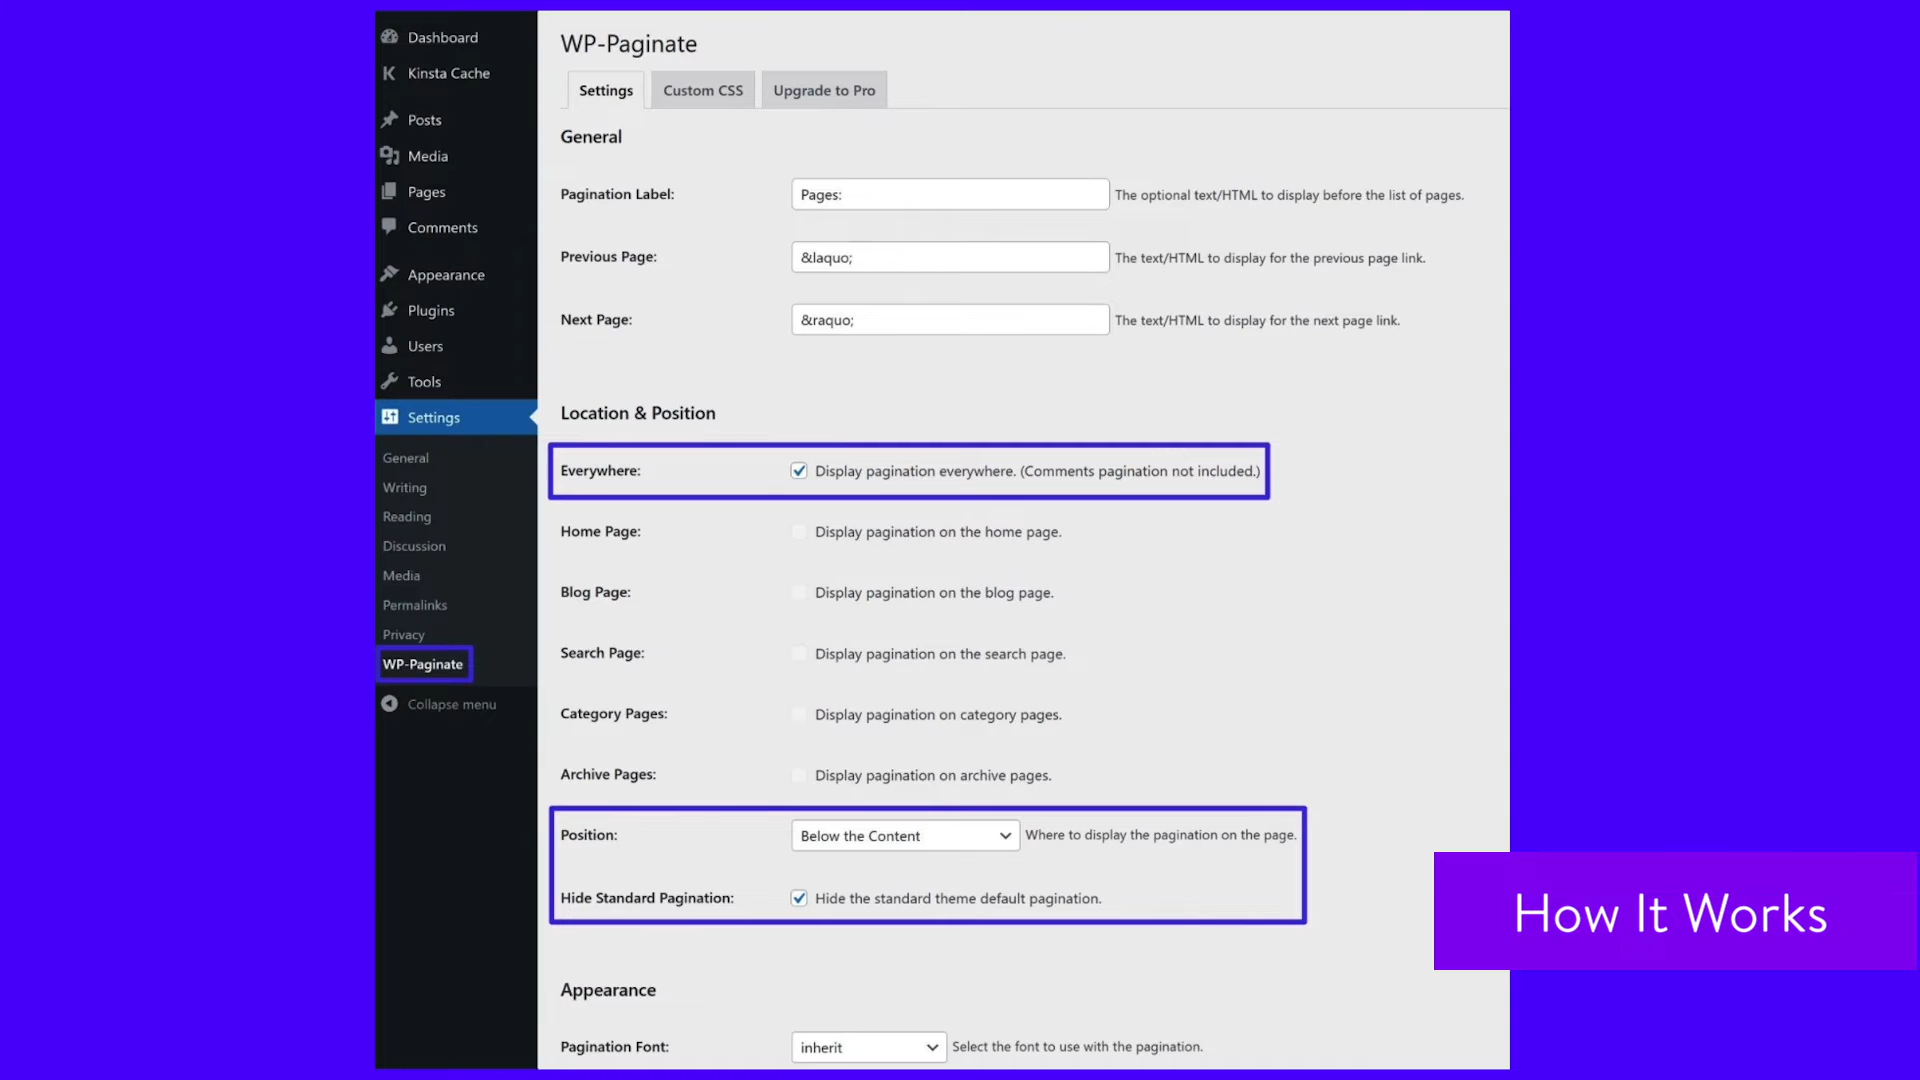 Dashboard
Kinsta Cache
Posts
Media
Pages
Comments
Appearance
Plugins
Users
Tools
Settings
General
Writing
Reading
Discussion
Media
Permalinks
Privacy
WP-Paginate
Collapse menu
WP-Paginate
Settings Custom CSS Upgrade to Pro
General
Pagination Label: Pages: The optional text/HTML to display before the list of pages.
Previous Page: &laquo; The text/HTML to display for the previous page link.
Next Page: &raquo; The text/HTML to display for the next page link.
Location & Position
Everywhere: Display pagination everywhere. (Comments pagination not included.)
Home Page: Display pagination on the home page.
Blog Page: Display pagination on the blog page.
Search Page: Display pagination on the search page.
Category Pages: Display pagination on category pages.
Archive Pages: Display pagination on archive pages.
Position: Below the Content Where to display the pagination on the page.
Hide Standard Pagination: Hide the standard theme default pagination.
Appearance
Pagination Font: inherit Select the font to use with the pagination.
How It Works